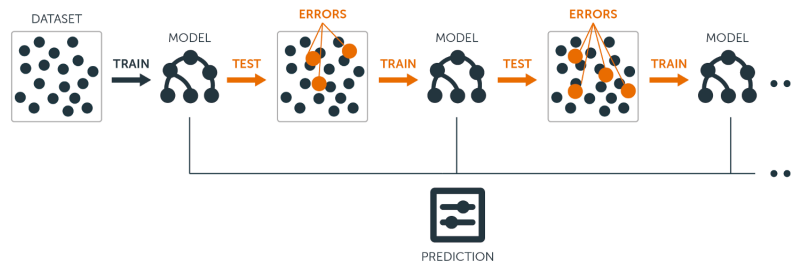 DATASET
TRAIN
MODEL
TEST
ERRORS
TRAIN
MODEL
TEST
ERRORS
TRAIN
MODEL
PREDICTION